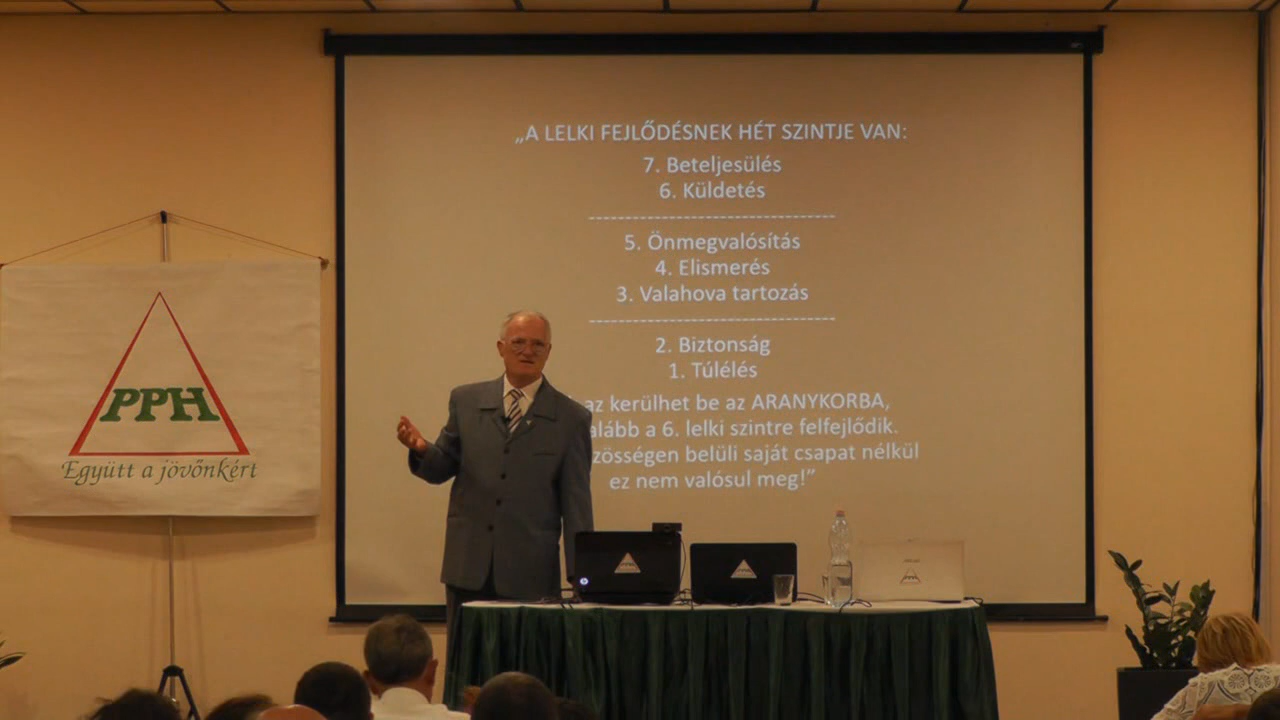 „A LELKI FEJLŐDÉSNEK HÉT SZINTJE VAN:
7. Beteljesülés
6. Küldetés
-------------------------------
5. Önmegvalósítás
4. Elismerés
3. Valahova tartozás
-------------------------------
2. Biztonság
1. Túlélés
az kerülhet be az ARANYKORBA,
a 6. lelki szintre felfejlődik.
belüli saját csapat nélkül
ez nem valósul meg!”
PPH
Együtt a jövőnkért
PPH
PPH